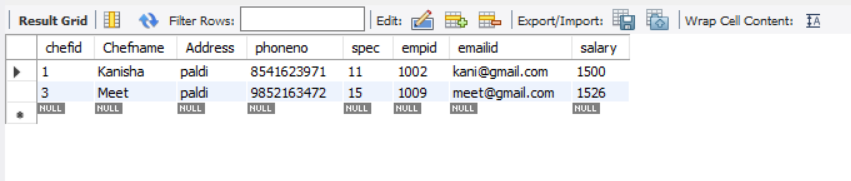 Result Grid Filter Rows: Edit: Export/Import: Wrap Cell Content: IA
chefid Chefname Address phoneno spec empid emailid salary
1 Kanisha paldi 8541623971 11 1002 kani@gmail.com 1500
3 Meet paldi 9852163472 15 1009 meet@gmail.com 1526
NULL NULL NULL NULL NULL NULL NULL NULL